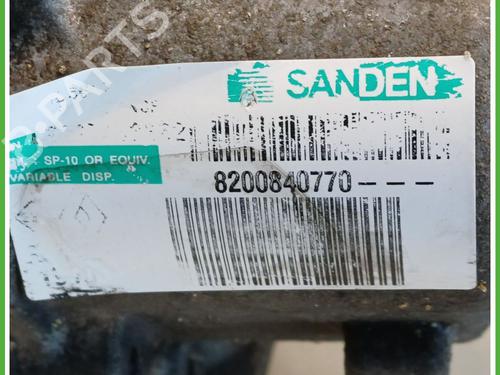 SANDEN
SP-10 OR EQUIV.
VARIABLE DISP.
8200840770---